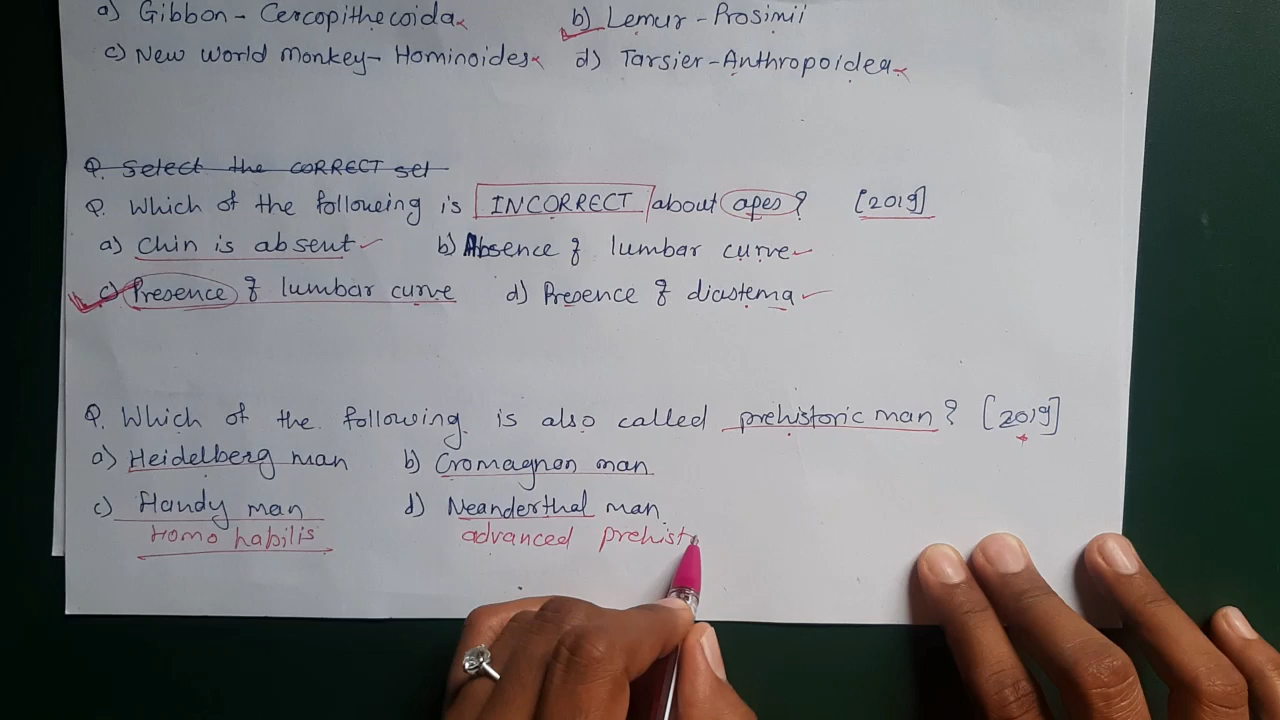 a) Gibbon - Cercopithecoida b) Lemur - Prosimii
c) New World Monkey - Hominoides d) Tarsier - Anthropoidea
Q. Select the CORRECT set
Q. Which of the following is INCORRECT about apes? [2019]
a) Chin is absent b) Absence of lumbar curve
c) Presence of lumbar curve d) Presence of diastema
Q. Which of the following is also called prehistoric man? [2019]
a) Heidelberg man b) Cromagnon man
c) Handy man d) Neanderthal man
Homo habilis advanced prehist